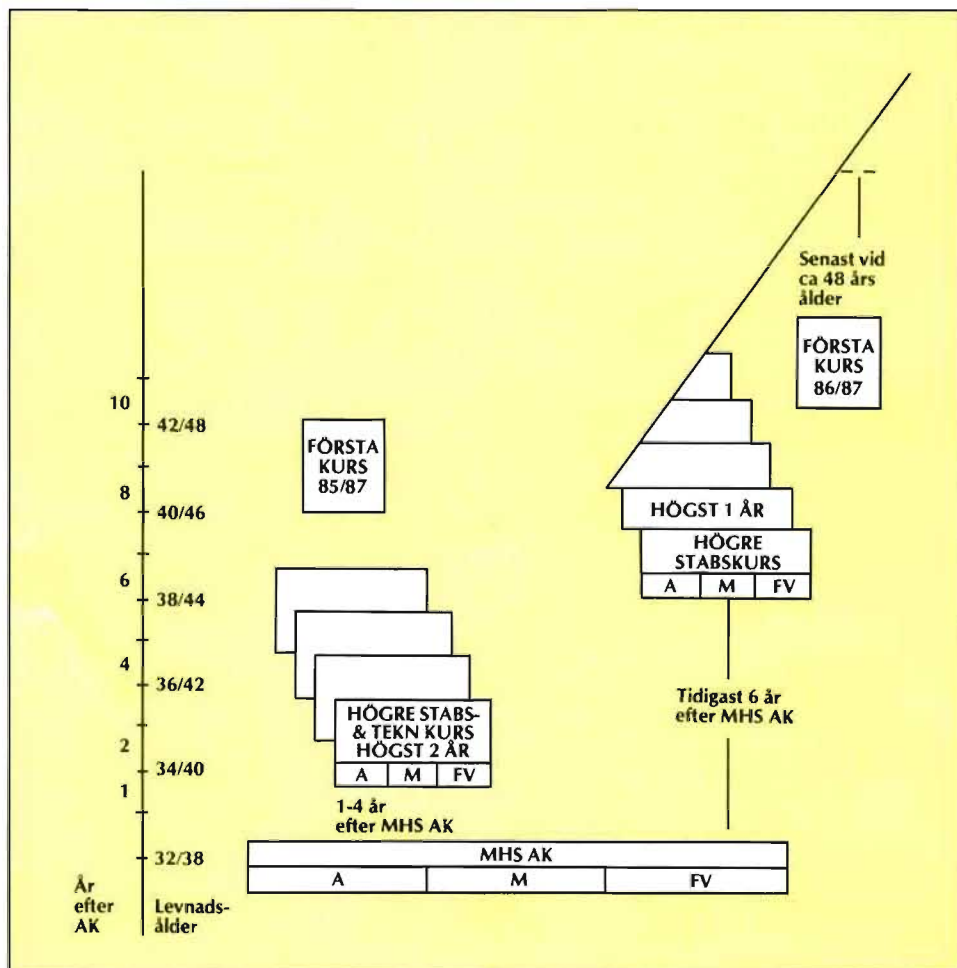 Senast vid
ca 48 års
ålder
FÖRSTA
KURS
86/87
10
42/48
FÖRSTA
KURS
85/87
8
40/46
HÖGST 1 ÅR
HÖGRE
STABSKURS
A M FV
6
38/44
4
36/42
Tidigast 6 år
efter MHS AK
HÖGRE STABS-
& TEKN KURS
HÖGST 2 ÅR
A M FV
2
34/40
1
1-4 år
efter MHS AK
32/38
MHS AK
A M FV
År
efter
AK
Levnads-
ålder